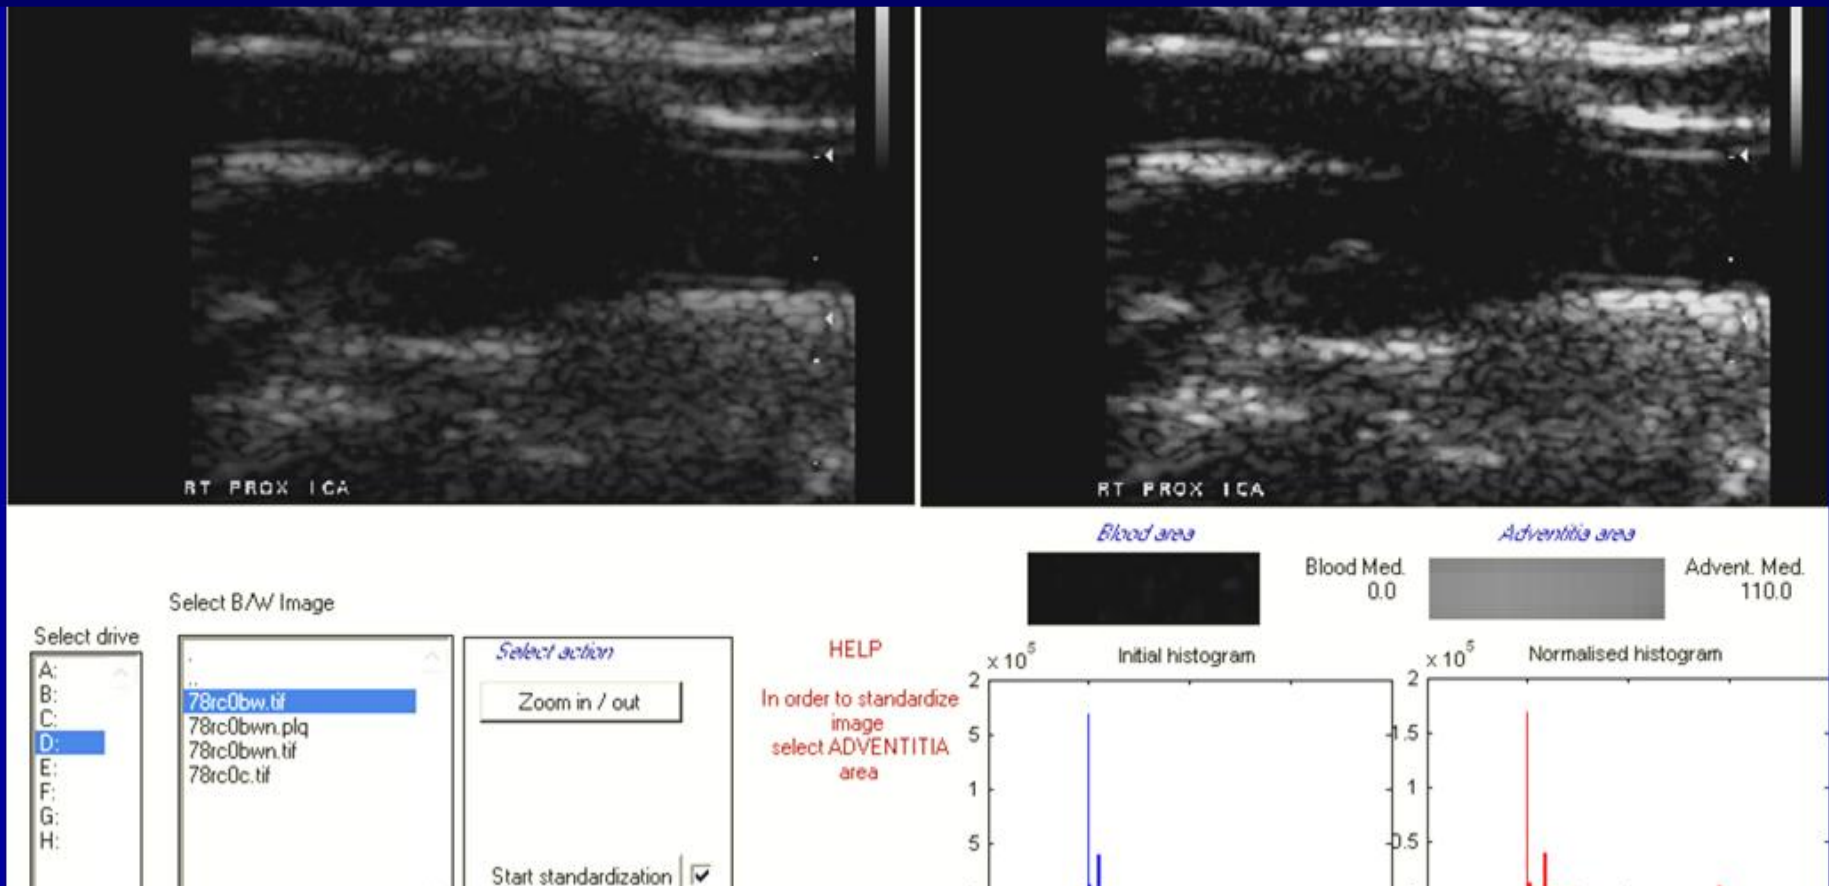 RT PROX ICA
RT PROX ICA
Blood area
Adventitia area
Blood Med.
0.0
Advent. Med.
110.0
Select B/W Image
Select drive
A:
B:
C:
D:
E:
F:
G:
H:
.
..
78rc0bw.tif
78rc0bwn.plq
78rc0bwn.tif
78rc0c.tif
Select action
Zoom in / out
Start standardization
HELP
In order to standardize
image
select ADVENTITIA
area
x 10^5
Initial histogram
2
5
1
5
x 10^5
Normalised histogram
2
1.5
1
0.5